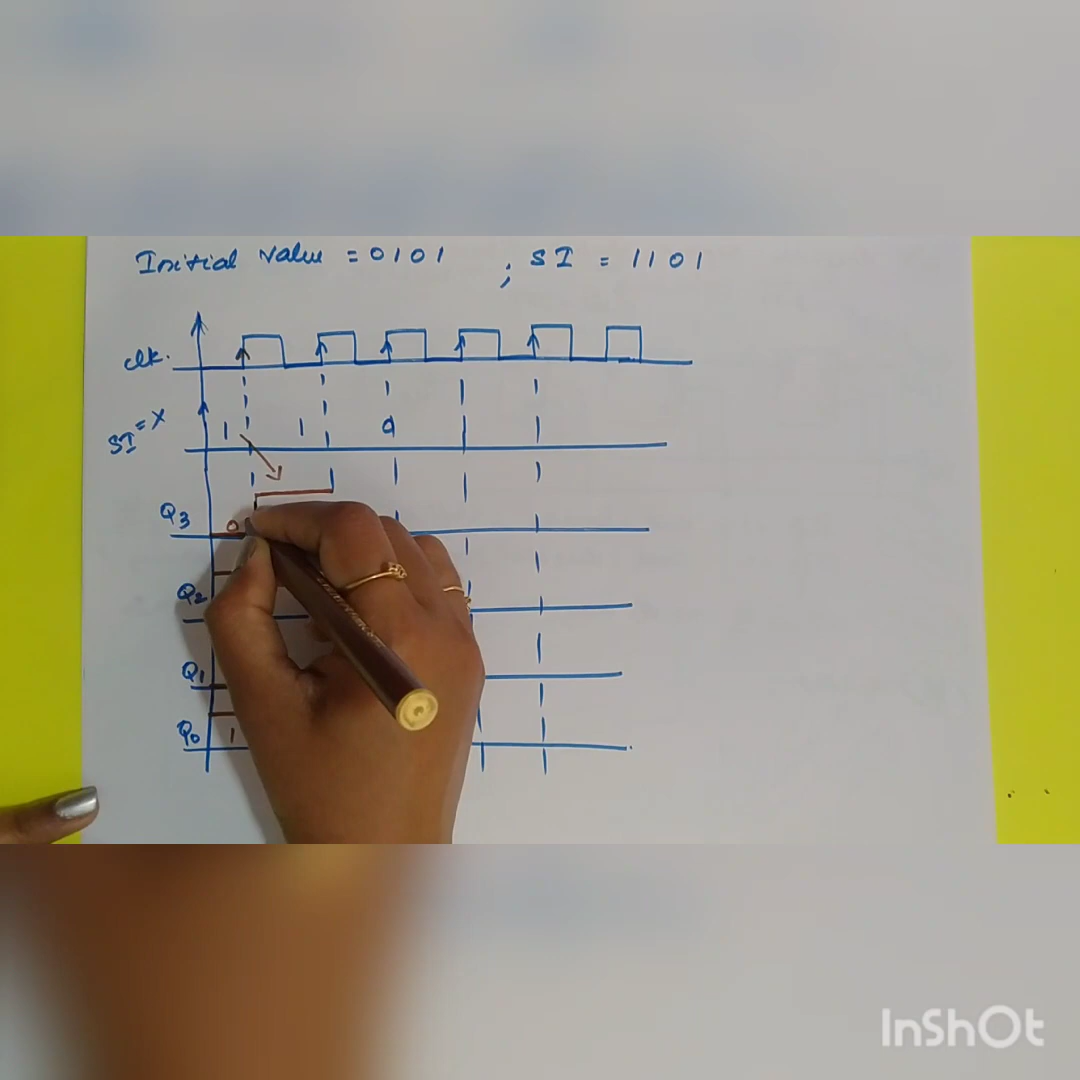 Initial Value = 0101 ; SI = 1101
clk.
SI = X 1 1 0
Q3 0
Q2
Q1
Q0 1
InShOt